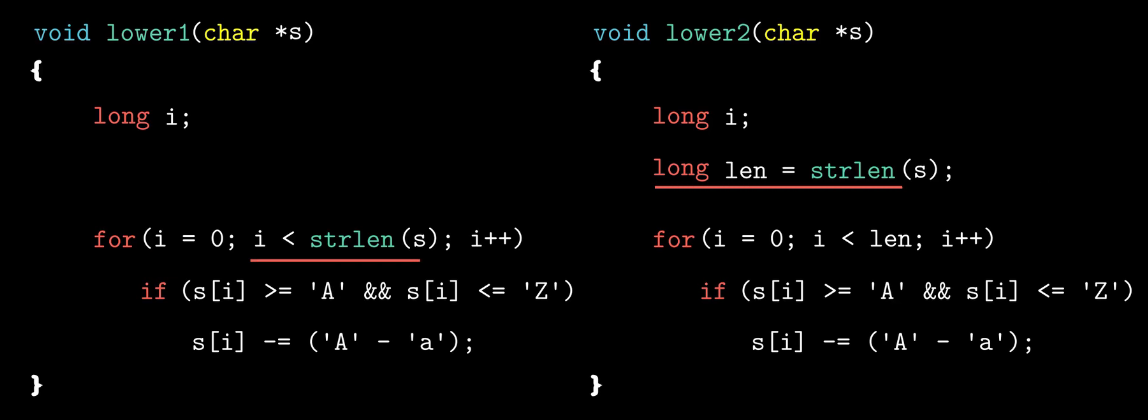 void lower1(char *s)
{
long i;
for(i = 0; i < strlen(s); i++)
if (s[i] >= 'A' && s[i] <= 'Z')
s[i] -= ('A' - 'a');
}
void lower2(char *s)
{
long i;
long len = strlen(s);
for(i = 0; i < len; i++)
if (s[i] >= 'A' && s[i] <= 'Z')
s[i] -= ('A' - 'a');
}